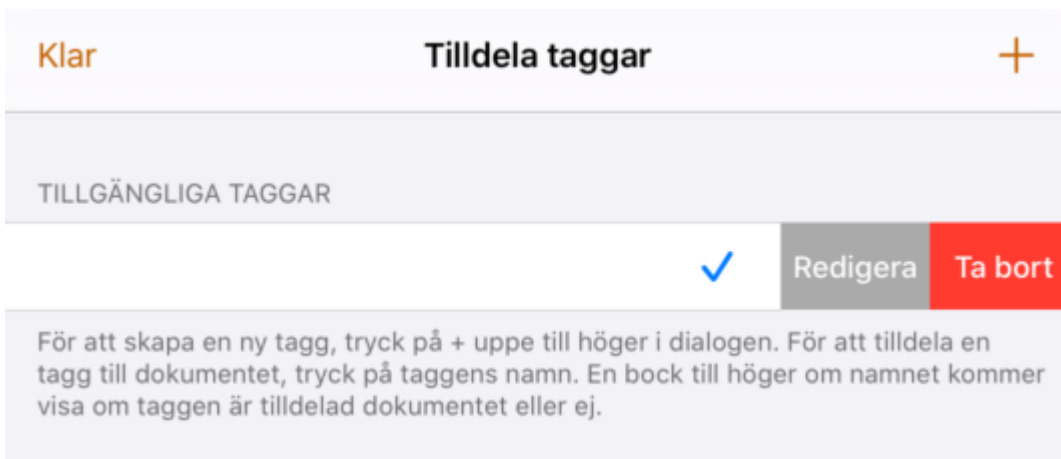 Klar Tilldela taggar +
TILLGÄNGLIGA TAGGAR
Redigera Ta bort
För att skapa en ny tagg, tryck på + uppe till höger i dialogen. För att tilldela en
tagg till dokumentet, tryck på taggens namn. En bock till höger om namnet kommer
visa om taggen är tilldelad dokumentet eller ej.